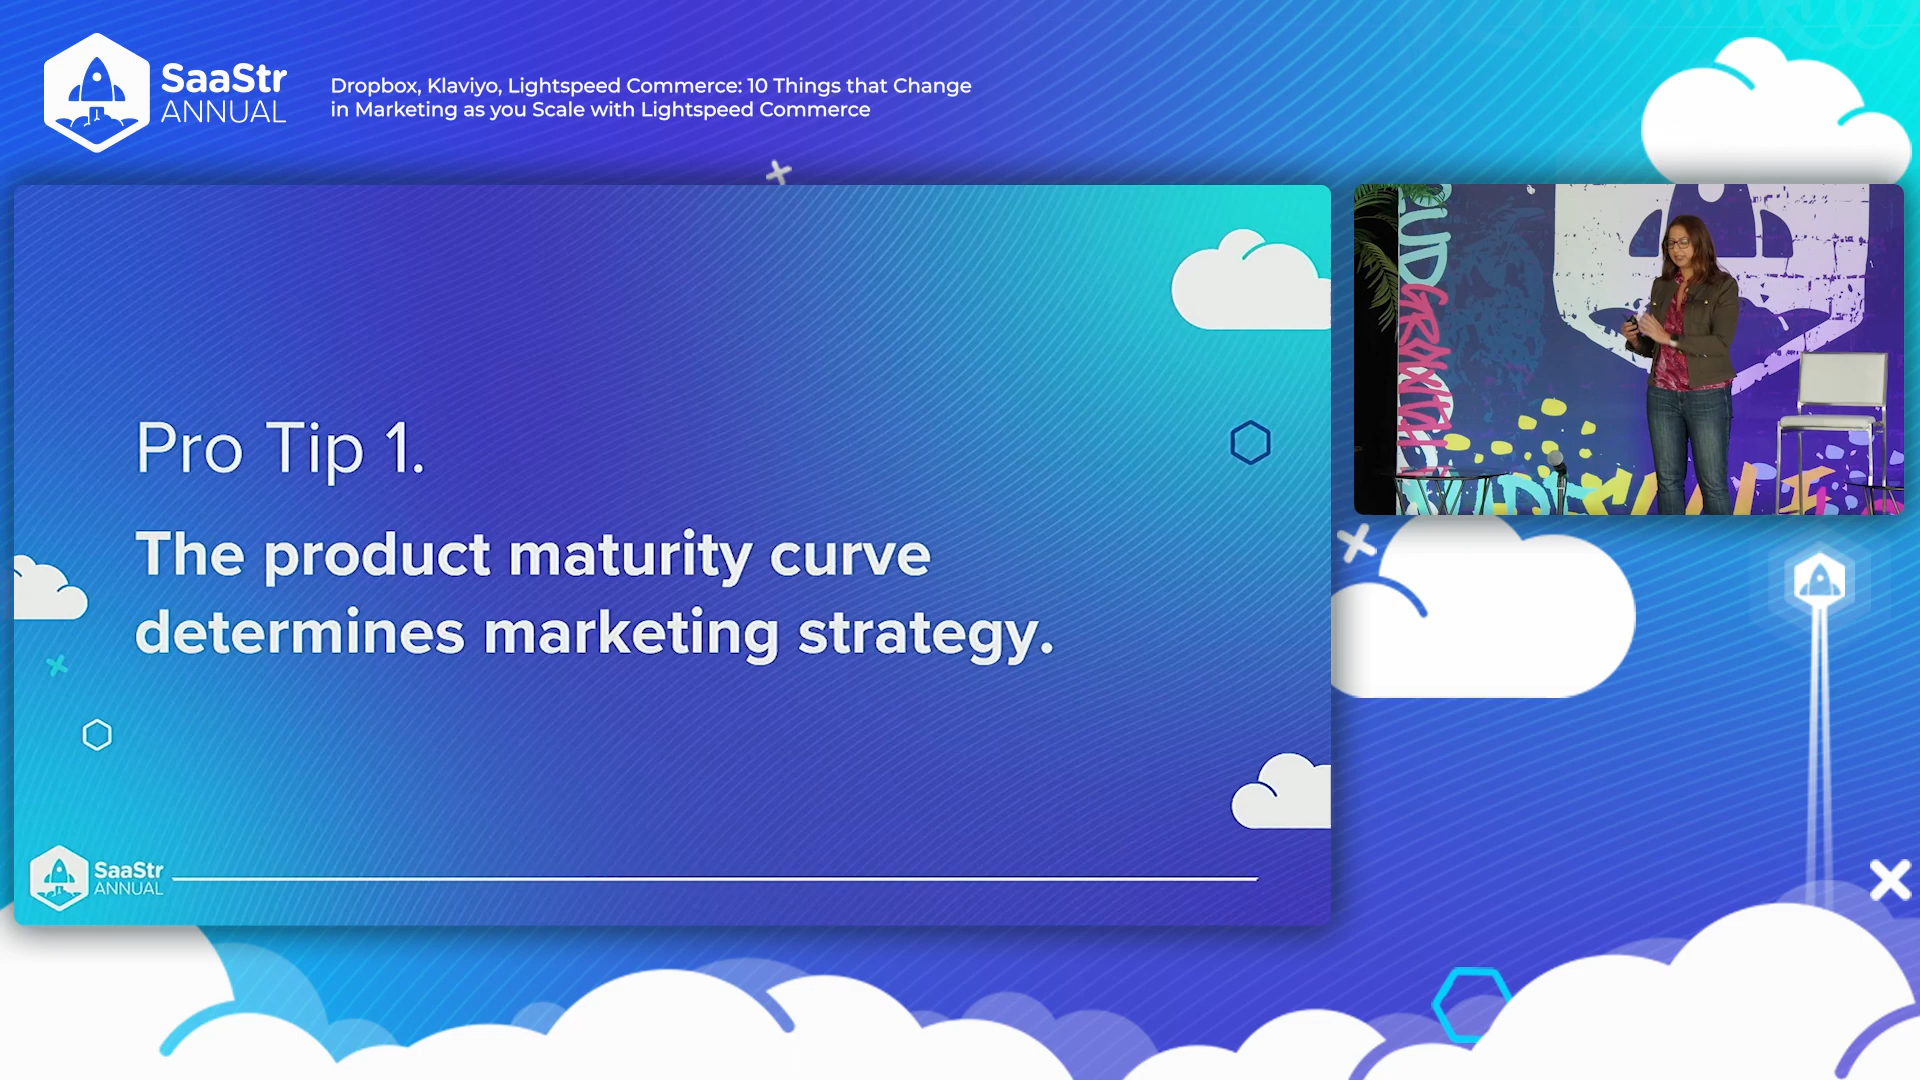 SaaStr
ANNUAL
Dropbox, Klaviyo, Lightspeed Commerce: 10 Things that Change
in Marketing as you Scale with Lightspeed Commerce
Pro Tip 1.
The product maturity curve
determines marketing strategy.
SaaStr
ANNUAL
GROWTH